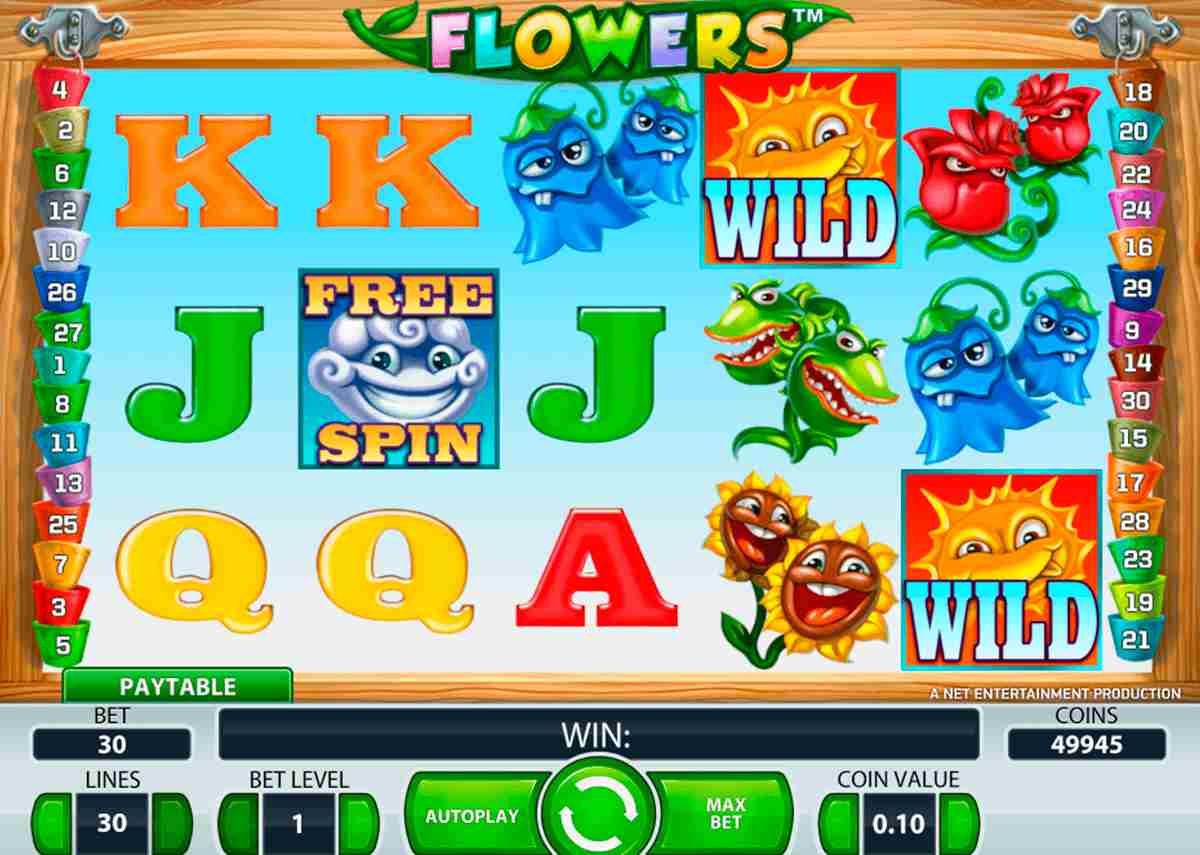 FLOWERS™
4
2
6
12
10
26
27
1
8
11
13
25
7
3
5
K K WILD
J FREE SPIN J
Q Q A WILD
18
20
22
24
16
29
9
14
30
15
17
28
23
19
21
PAYTABLE
A NET ENTERTAINMENT PRODUCTION
BET
30
WIN:
COINS
49945
LINES
30
BET LEVEL
1
AUTOPLAY
MAX
BET
COIN VALUE
0.10